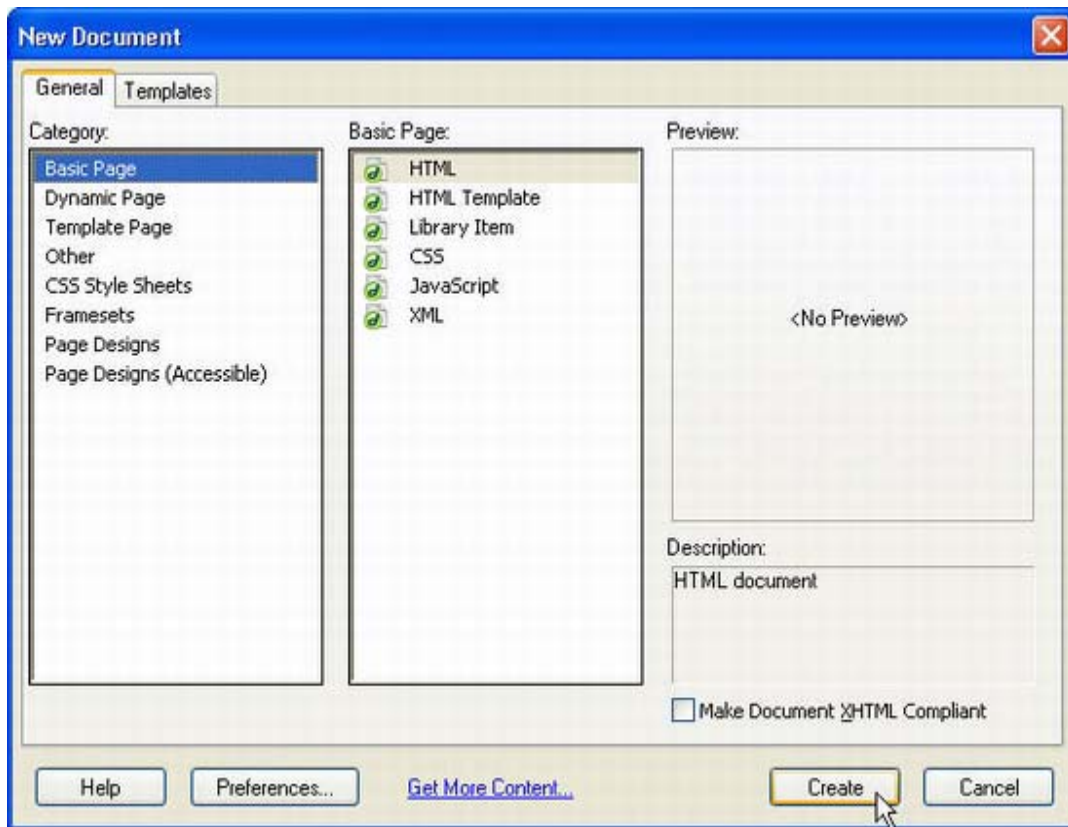 New Document
General Templates
Category:
Basic Page
Dynamic Page
Template Page
Other
CSS Style Sheets
Framesets
Page Designs
Page Designs (Accessible)
Basic Page:
HTML
HTML Template
Library Item
CSS
JavaScript
XML
Preview:
<No Preview>
Description:
HTML document
Make Document XHTML Compliant
Help Preferences... Get More Content... Create Cancel